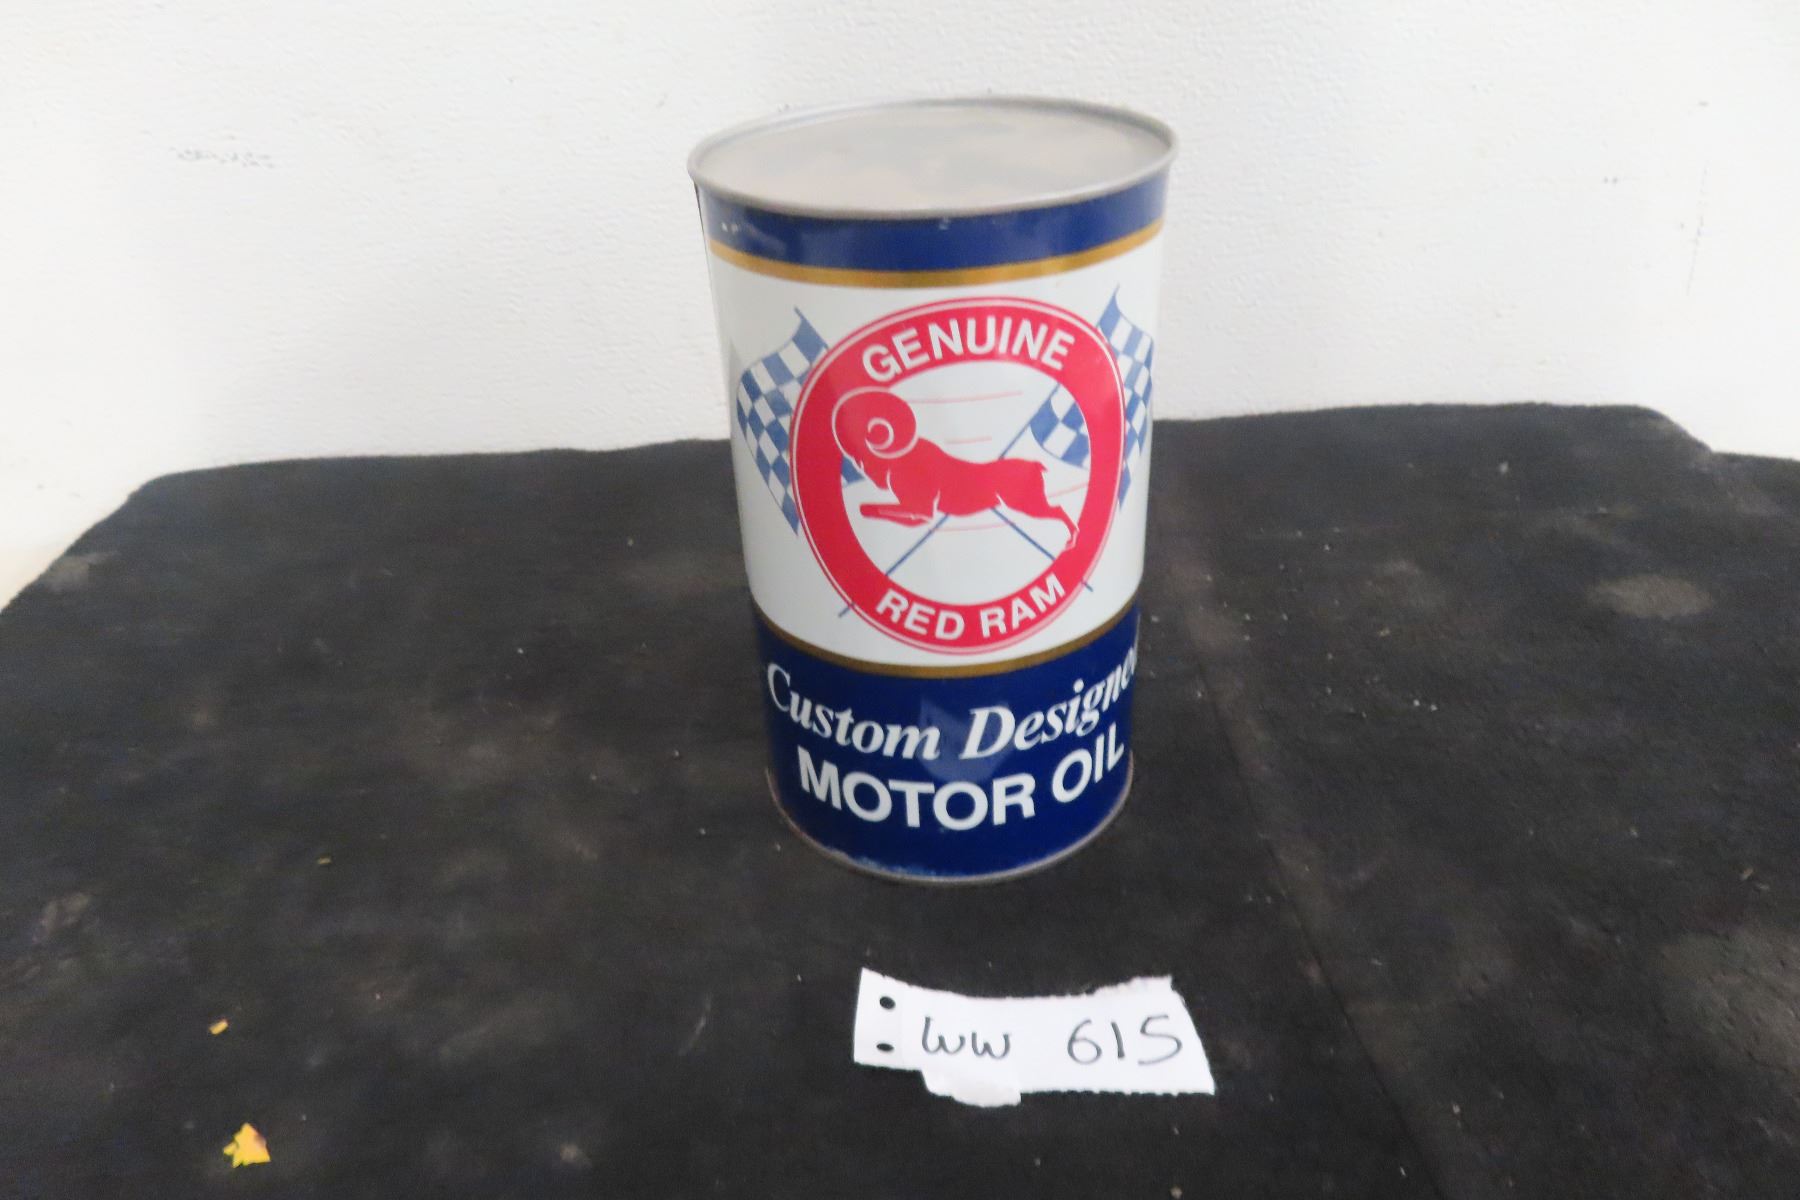 GENUINE
RED RAM
Custom Designed
MOTOR OIL
WW 615